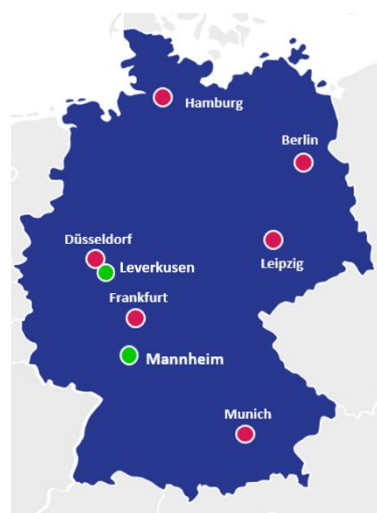 Hamburg
Berlin
Düsseldorf
Leverkusen
Leipzig
Frankfurt
Mannheim
Munich